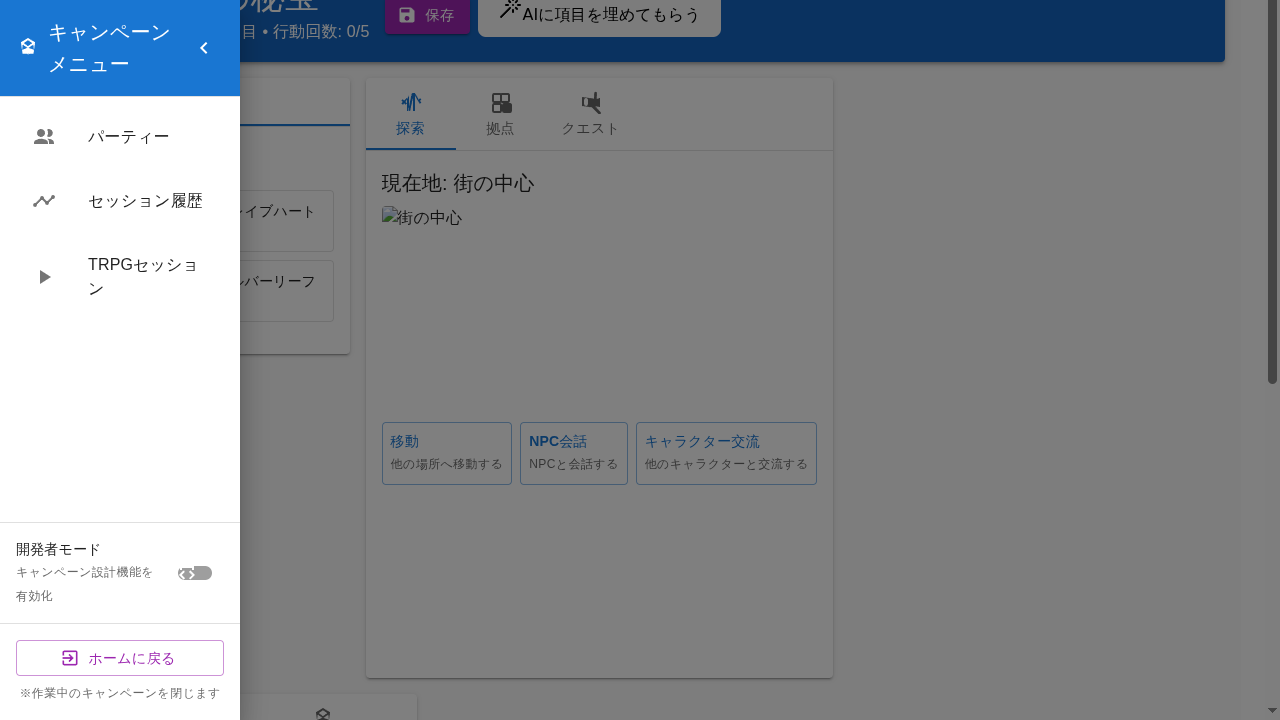 キャンペーン
メニュー
パーティー
セッション履歴
TRPGセッショ
ン
開発者モード
キャンペーン設計機能を
有効化
ホームに戻る
※作業中のキャンペーンを閉じます
秘宝
目 • 行動回数: 0/5
保存
AIに項目を埋めてもらう
イブハート
ルバーリーフ
探索
拠点
クエスト
現在地: 街の中心
街の中心
移動
他の場所へ移動する
NPC会話
NPCと会話する
キャラクター交流
他のキャラクターと交流する